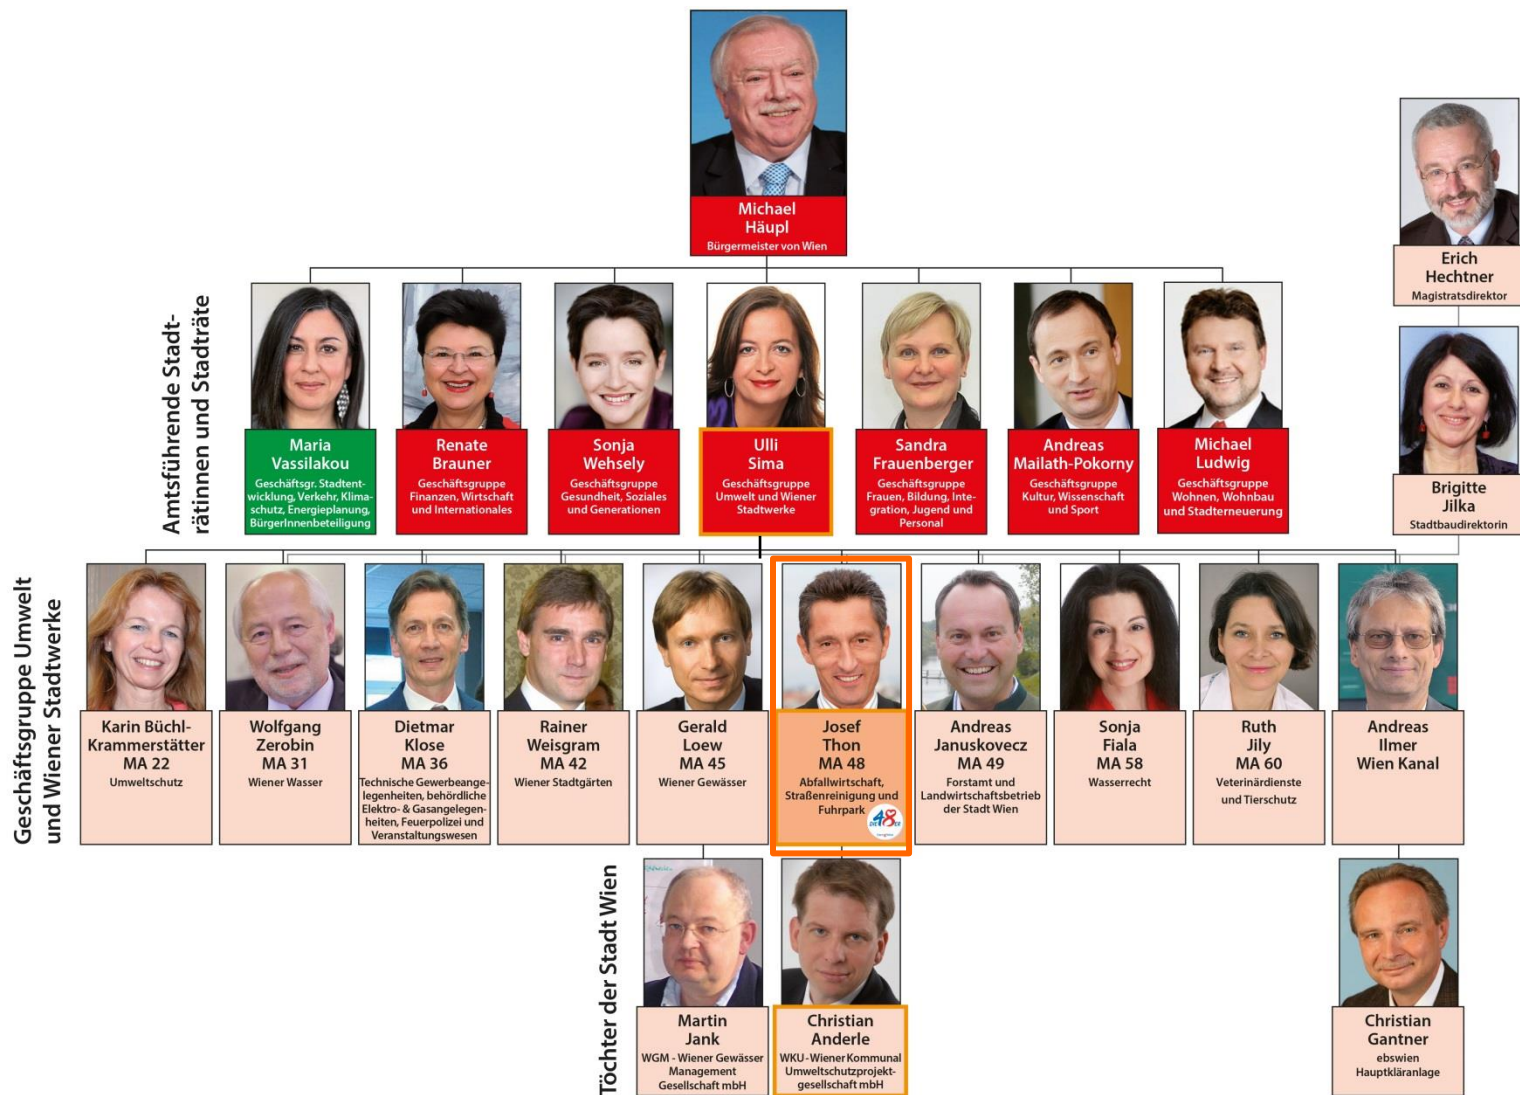 Michael
Häupl
Bürgermeister von Wien
Erich
Hechtner
Magistratsdirektor
Amtsführende Stadt-
rätinnen und Stadträte
Maria
Vassilakou
Geschäftsgr. Stadtent-
wicklung, Verkehr, Klima-
schutz, Energieplanung,
BürgerInnenbeteiligung
Renate
Brauner
Geschäftsgruppe
Finanzen, Wirtschaft
und Internationales
Sonja
Wehsely
Geschäftsgruppe
Gesundheit, Soziales
und Generationen
Ulli
Sima
Geschäftsgruppe
Umwelt und Wiener
Stadtwerke
Sandra
Frauenberger
Geschäftsgruppe
Frauen, Bildung, Inte-
gration, Jugend und
Personal
Andreas
Mailath-Pokorny
Geschäftsgruppe
Kultur, Wissenschaft
und Sport
Michael
Ludwig
Geschäftsgruppe
Wohnen, Wohnbau
und Stadterneuerung
Brigitte
Jilka
Stadtbaudirektorin
Geschäftsgruppe Umwelt
und Wiener Stadtwerke
Karin Büchl-
Krammerstätter
MA 22
Umweltschutz
Wolfgang
Zerobin
MA 31
Wiener Wasser
Dietmar
Klose
MA 36
Technische Gewerbeange-
legenheiten, behördliche
Elektro- & Gasangelegen-
heiten, Feuerpolizei und
Veranstaltungswesen
Rainer
Weisgram
MA 42
Wiener Stadtgärten
Gerald
Loew
MA 45
Wiener Gewässer
Josef
Thon
MA 48
Abfallwirtschaft,
Straßenreinigung und
Fuhrpark
DIE 48ER
Andreas
Januskovecz
MA 49
Forstamt und
Landwirtschaftsbetrieb
der Stadt Wien
Sonja
Fiala
MA 58
Wasserrecht
Ruth
Jily
MA 60
Veterinärdienste
und Tierschutz
Andreas
Ilmer
Wien Kanal
Töchter der Stadt Wien
Martin
Jank
WGM - Wiener Gewässer
Management
Gesellschaft mbH
Christian
Anderle
WKU - Wiener Kommunal
Umweltschutzprojekt-
gesellschaft mbH
Christian
Gantner
ebswien
Hauptkläranlage